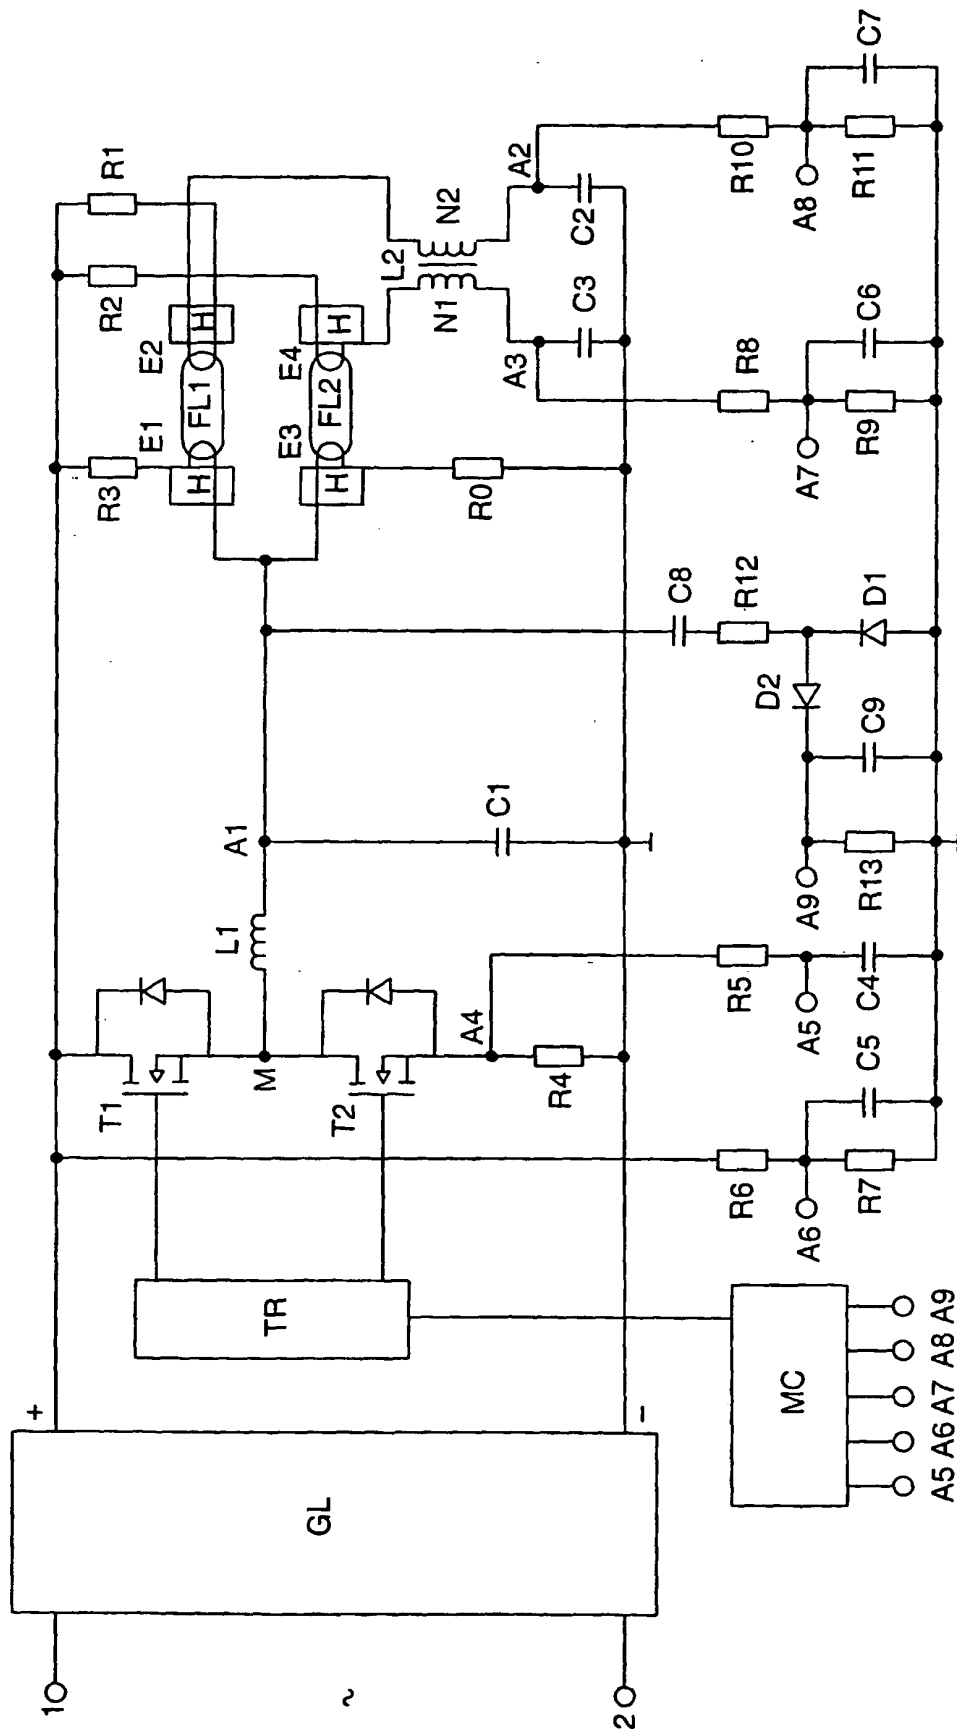 1
2
~
GL
+
-
TR
MC
A5 A6 A7 A8 A9
T1
T2
M
A4
R4
L1
A1
C1
R3
R2
R1
E1
E2
H
FL1
H
E3
E4
H
FL2
H
R0
L2
N1
N2
A3
A2
C3
C2
R6
A6
R7
C5
R5
A5
C4
A9
R13
C9
D2
C8
R12
D1
R8
A7
R9
C6
R10
A8
R11
C7